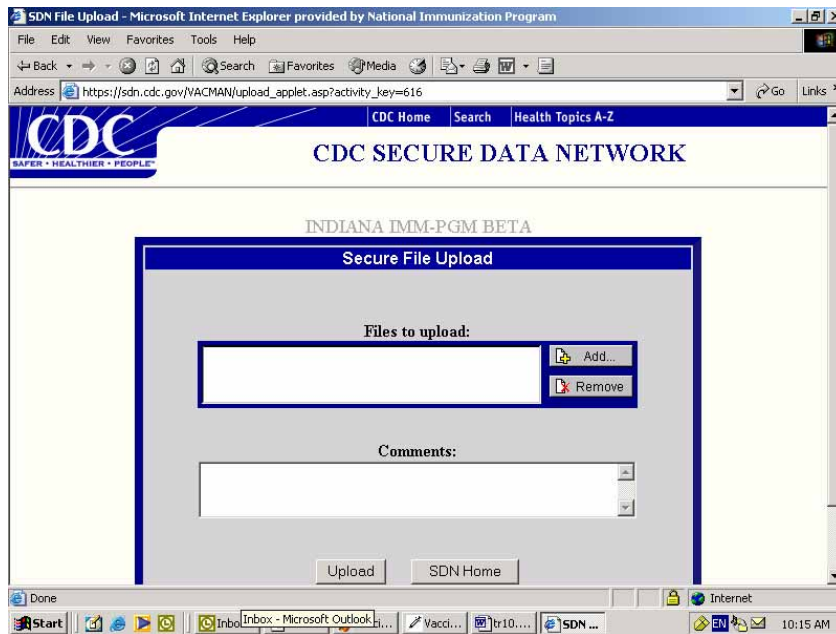 SDN File Upload - Microsoft Internet Explorer provided by National Immunization Program
File Edit View Favorites Tools Help
Back Search Favorites Media
Address https://sdn.cdc.gov/VACMAN/upload_applet.asp?activity_key=616 Go Links
CDC Home Search Health Topics A-Z
CDC
SAFER • HEALTHIER • PEOPLE™
CDC SECURE DATA NETWORK
INDIANA IMM-PGM BETA
Secure File Upload
Files to upload:
Add...
Remove
Comments:
Upload SDN Home
Done Internet
Start Inbo Inbox - Microsoft Outlook ci... Vacci... tr10.... SDN ... EN 10:15 AM